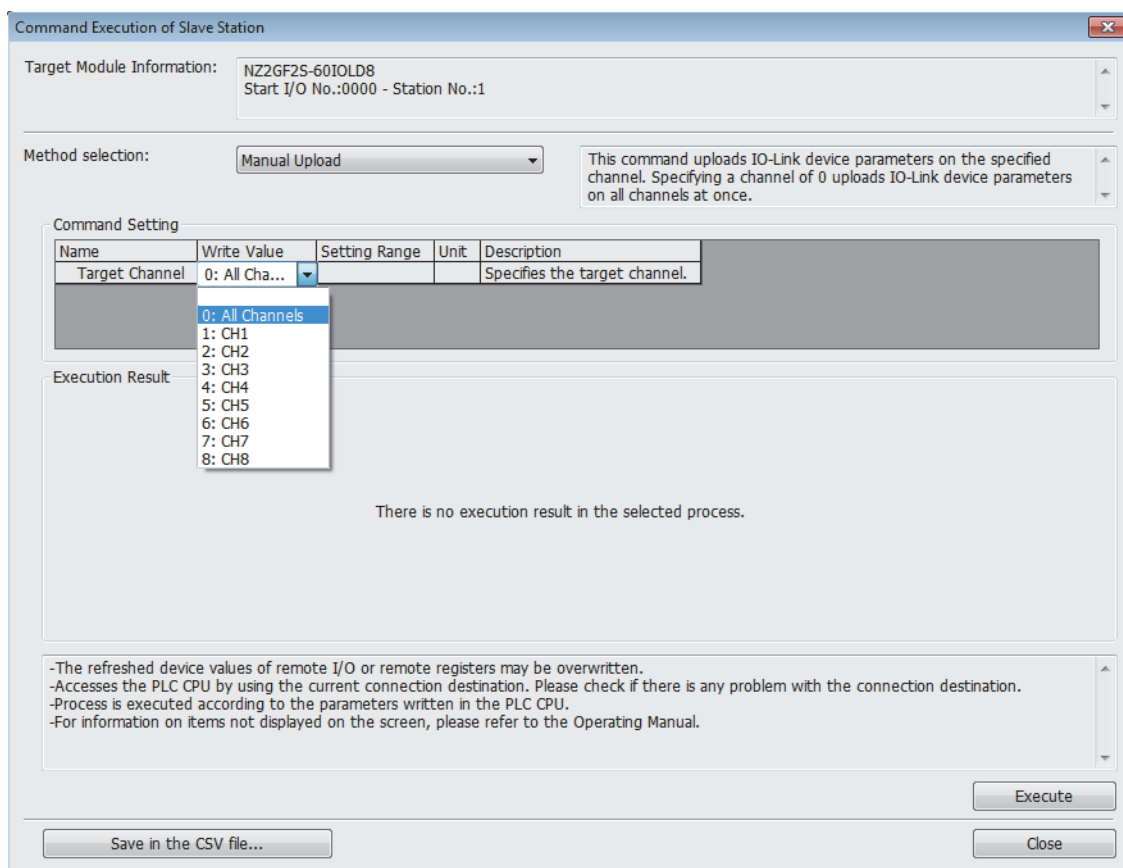 Command Execution of Slave Station
Target Module Information:
NZ2GF2S-60IOLD8
Start I/O No.:0000 - Station No.:1
Method selection:
Manual Upload
This command uploads IO-Link device parameters on the specified
channel. Specifying a channel of 0 uploads IO-Link device parameters
on all channels at once.
Command Setting
Name Write Value Setting Range Unit Description
Target Channel 0: All Cha... Specifies the target channel.
0: All Channels
1: CH1
2: CH2
3: CH3
4: CH4
5: CH5
6: CH6
7: CH7
8: CH8
Execution Result
There is no execution result in the selected process.
-The refreshed device values of remote I/O or remote registers may be overwritten.
-Accesses the PLC CPU by using the current connection destination. Please check if there is any problem with the connection destination.
-Process is executed according to the parameters written in the PLC CPU.
-For information on items not displayed on the screen, please refer to the Operating Manual.
Execute
Save in the CSV file...
Close